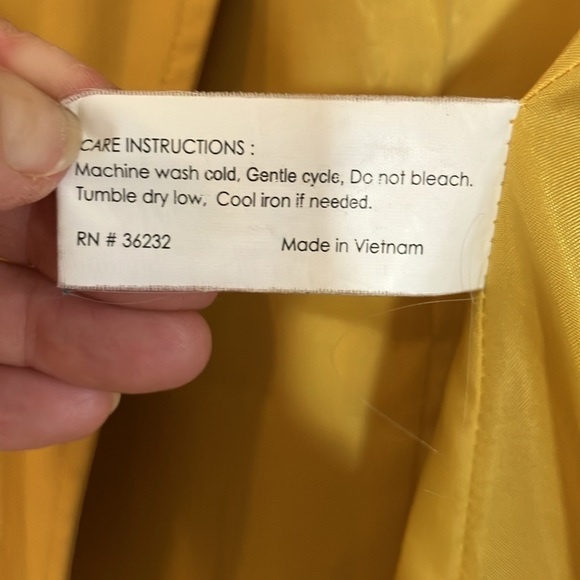 CARE INSTRUCTIONS :
Machine wash cold, Gentle cycle, Do not bleach.
Tumble dry low, Cool iron if needed.
RN # 36232 Made in Vietnam